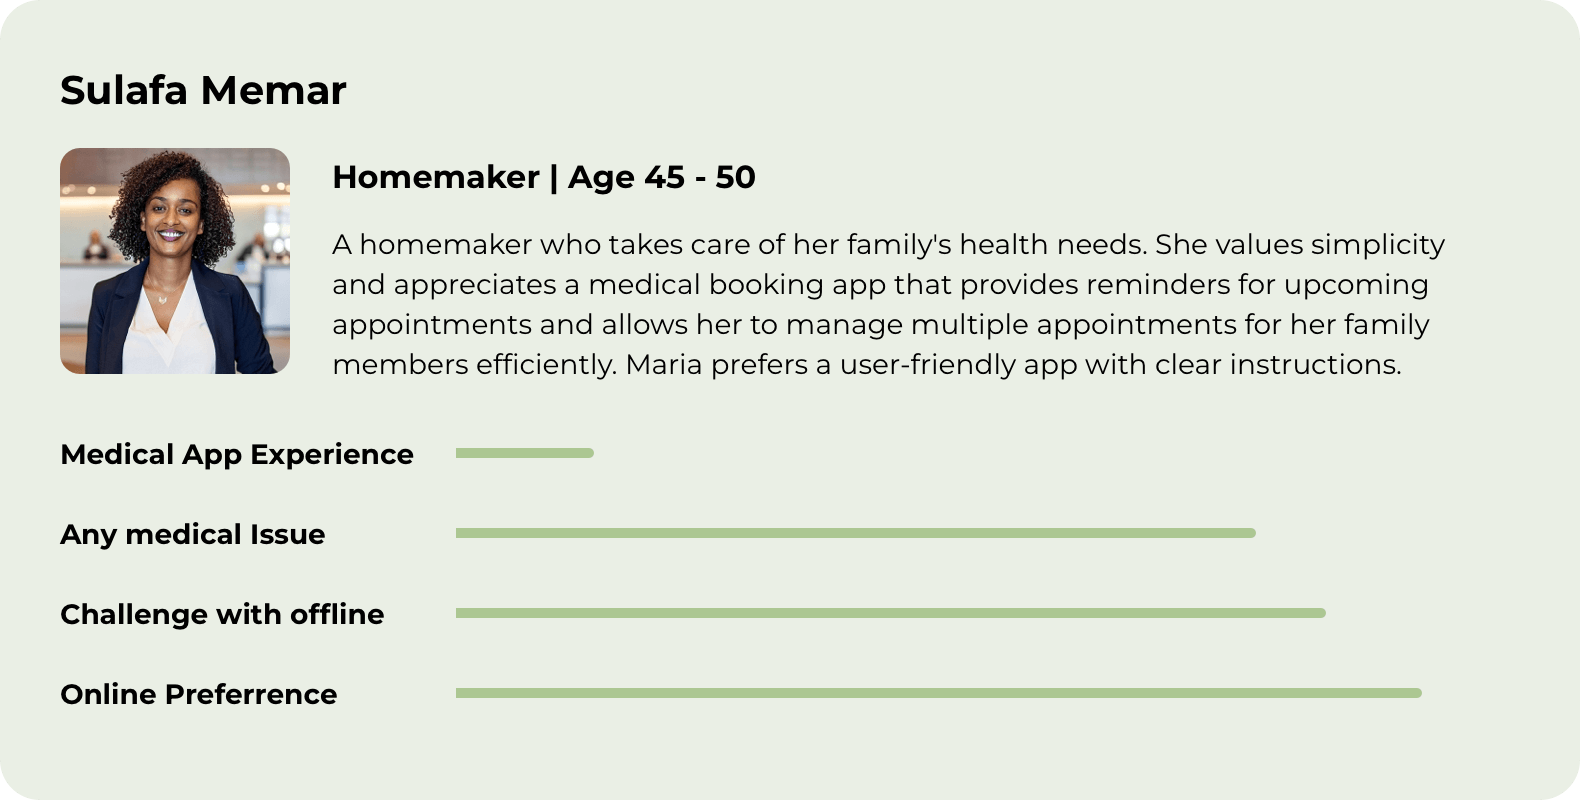 Sulafa Memar
Homemaker | Age 45 - 50
A homemaker who takes care of her family's health needs. She values simplicity
and appreciates a medical booking app that provides reminders for upcoming
appointments and allows her to manage multiple appointments for her family
members efficiently. Maria prefers a user-friendly app with clear instructions.
Medical App Experience
Any medical Issue
Challenge with offline
Online Preferrence